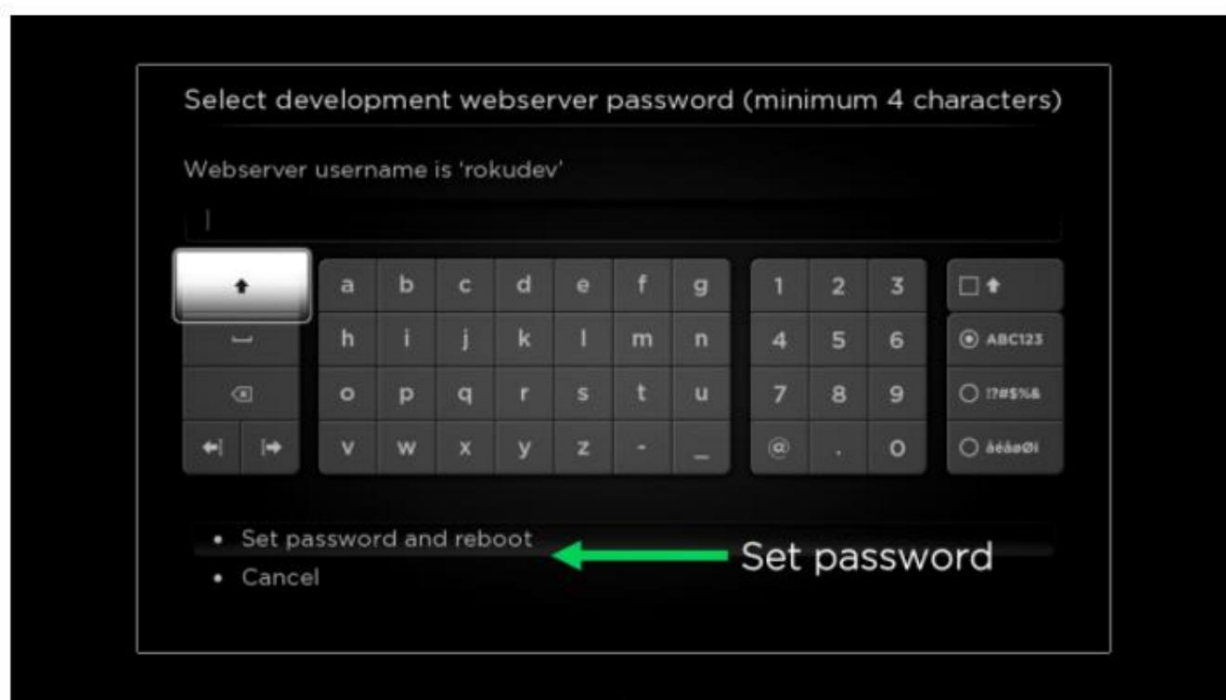 Select development webserver password (minimum 4 characters)
Webserver username is 'rokudev'
a b c d e f g 1 2 3
h i j k l m n 4 5 6 ABC123
o p q r s t u 7 8 9 !?#$%&
v w x y z - _ @ . 0
• Set password and reboot
Set password
• Cancel